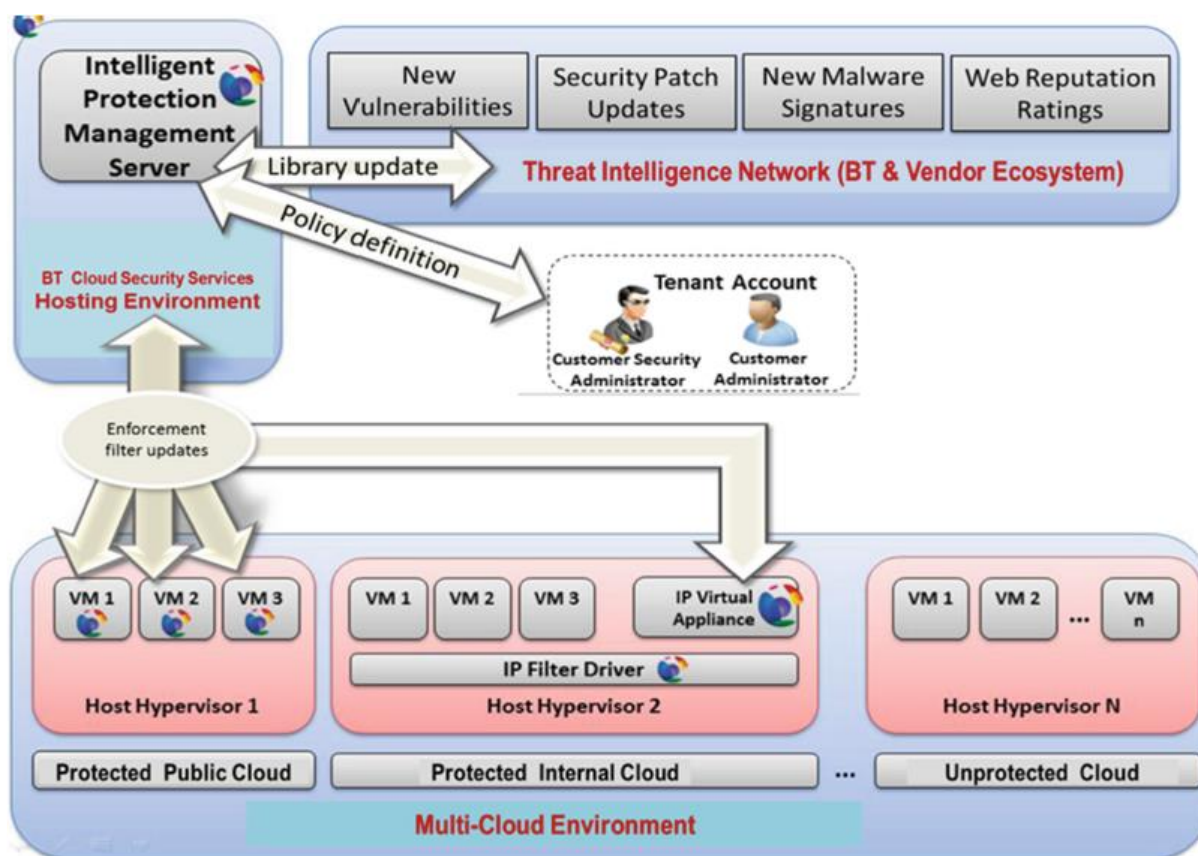 Intelligent
Protection
Management
Server
New
Vulnerabilities
Security Patch
Updates
New Malware
Signatures
Web Reputation
Ratings
Library update
Threat Intelligence Network (BT & Vendor Ecosystem)
Policy definition
BT Cloud Security Services
Hosting Environment
Tenant Account
Customer Security
Administrator
Customer
Administrator
Enforcement
filter updates
VM 1
VM 2
VM 3
Host Hypervisor 1
VM 1
VM 2
VM 3
IP Virtual
Appliance
IP Filter Driver
Host Hypervisor 2
VM 1
VM 2
...
VM
n
Host Hypervisor N
Protected Public Cloud
Protected Internal Cloud
...
Unprotected Cloud
Multi-Cloud Environment